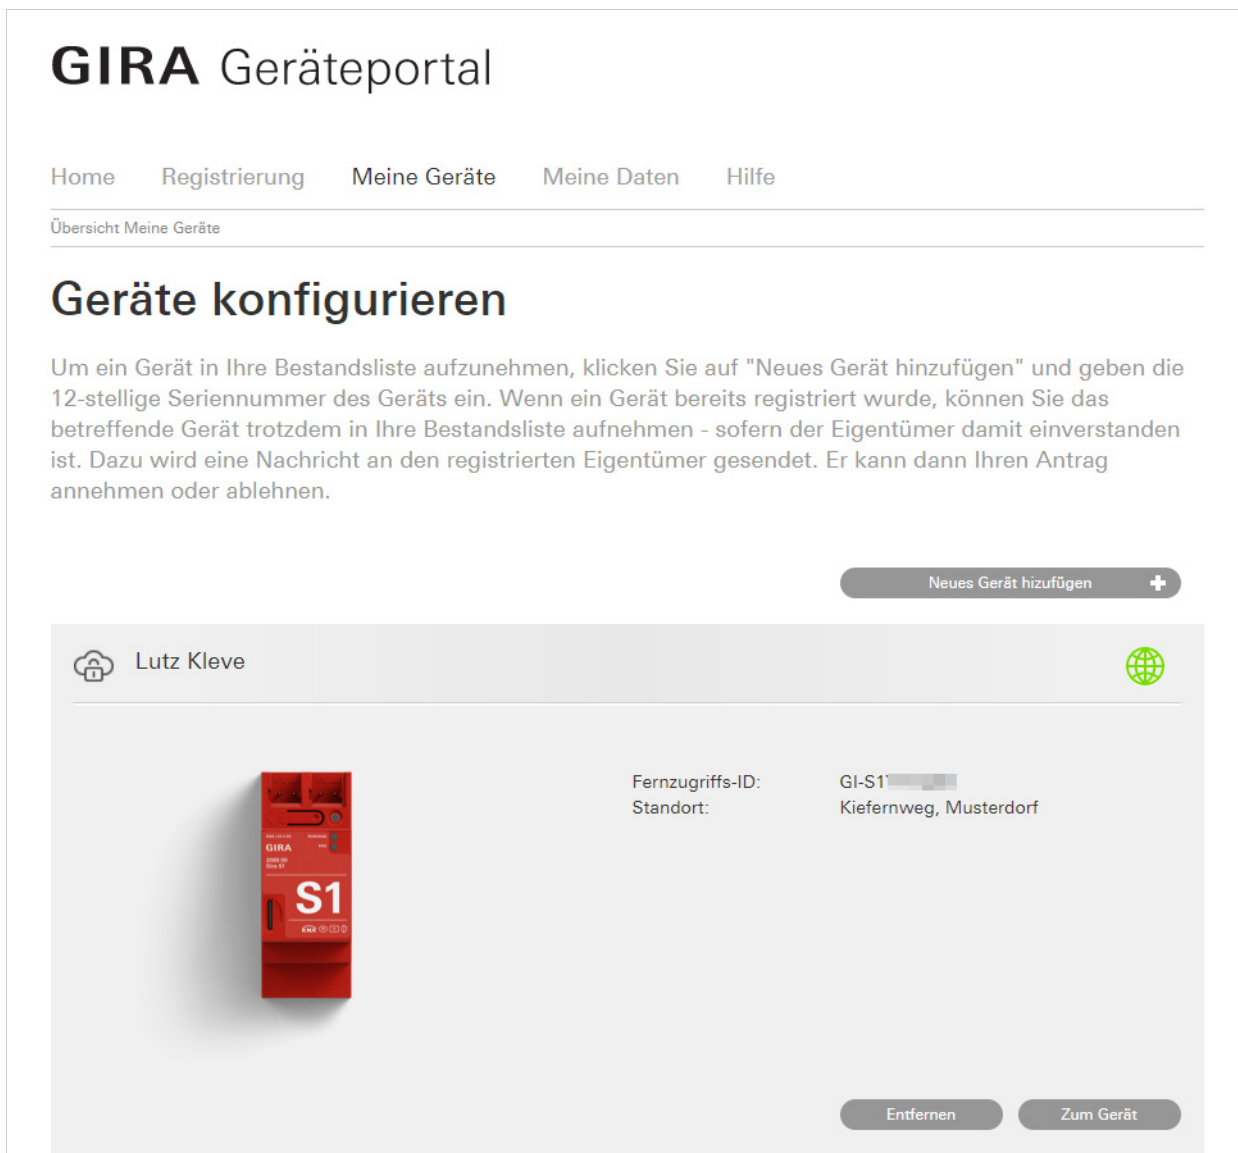 GIRA Geräteportal
Home Registrierung Meine Geräte Meine Daten Hilfe
Übersicht Meine Geräte
Geräte konfigurieren
Um ein Gerät in Ihre Bestandsliste aufzunehmen, klicken Sie auf "Neues Gerät hinzufügen" und geben die
12-stellige Seriennummer des Geräts ein. Wenn ein Gerät bereits registriert wurde, können Sie das
betreffende Gerät trotzdem in Ihre Bestandsliste aufnehmen - sofern der Eigentümer damit einverstanden
ist. Dazu wird eine Nachricht an den registrierten Eigentümer gesendet. Er kann dann Ihren Antrag
annehmen oder ablehnen.
Neues Gerät hizufügen
Lutz Kleve
Fernzugriffs-ID: GI-S1
Standort: Kiefernweg, Musterdorf
GIRA
S1
KNX
Entfernen Zum Gerät